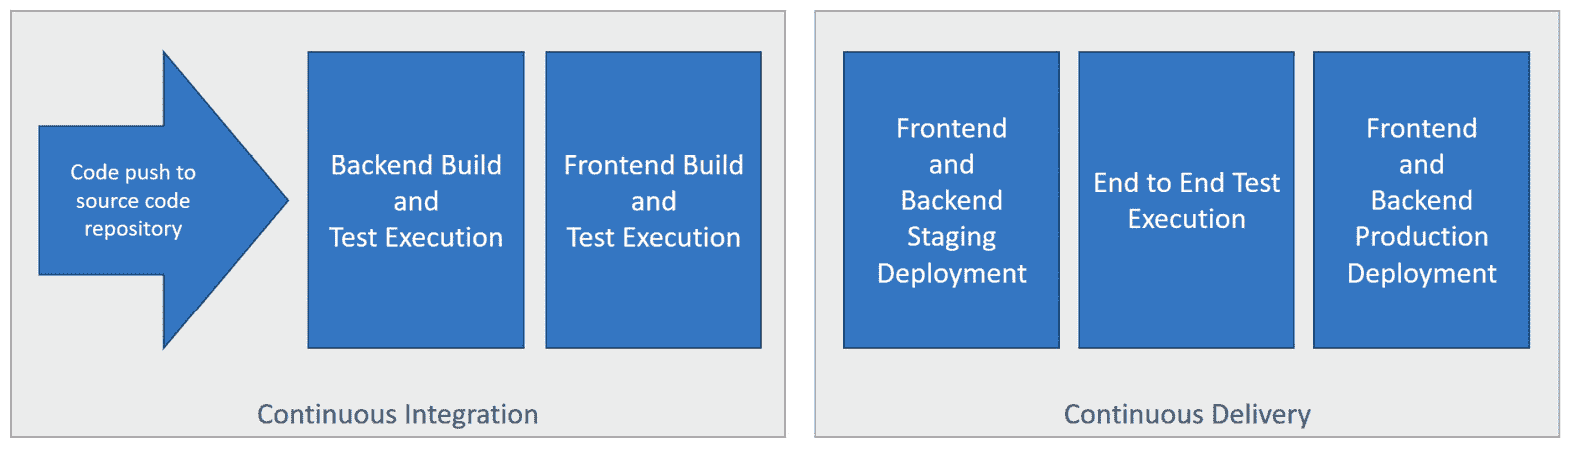 Code push to
source code
repository
Backend Build
and
Test Execution
Frontend Build
and
Test Execution
Continuous Integration
Frontend
and
Backend
Staging
Deployment
End to End Test
Execution
Frontend
and
Backend
Production
Deployment
Continuous Delivery